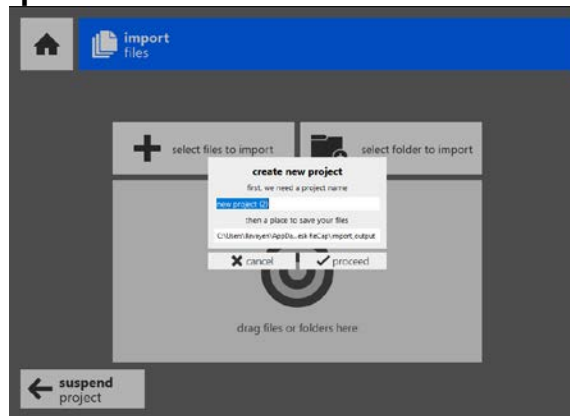 import
files
select files to import
select folder to import
create new project
first, we need a project name
new project (2)
then a place to save your files
cancel
proceed
drag files or folders here
suspend
project